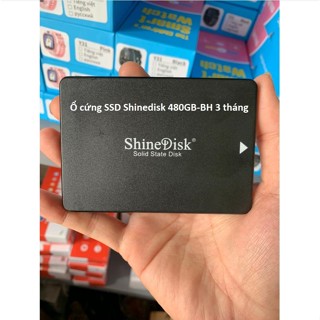 Ổ cứng SSD Shinedisk 480GB-BH 3 tháng
ShineDisk
Solid State Disk